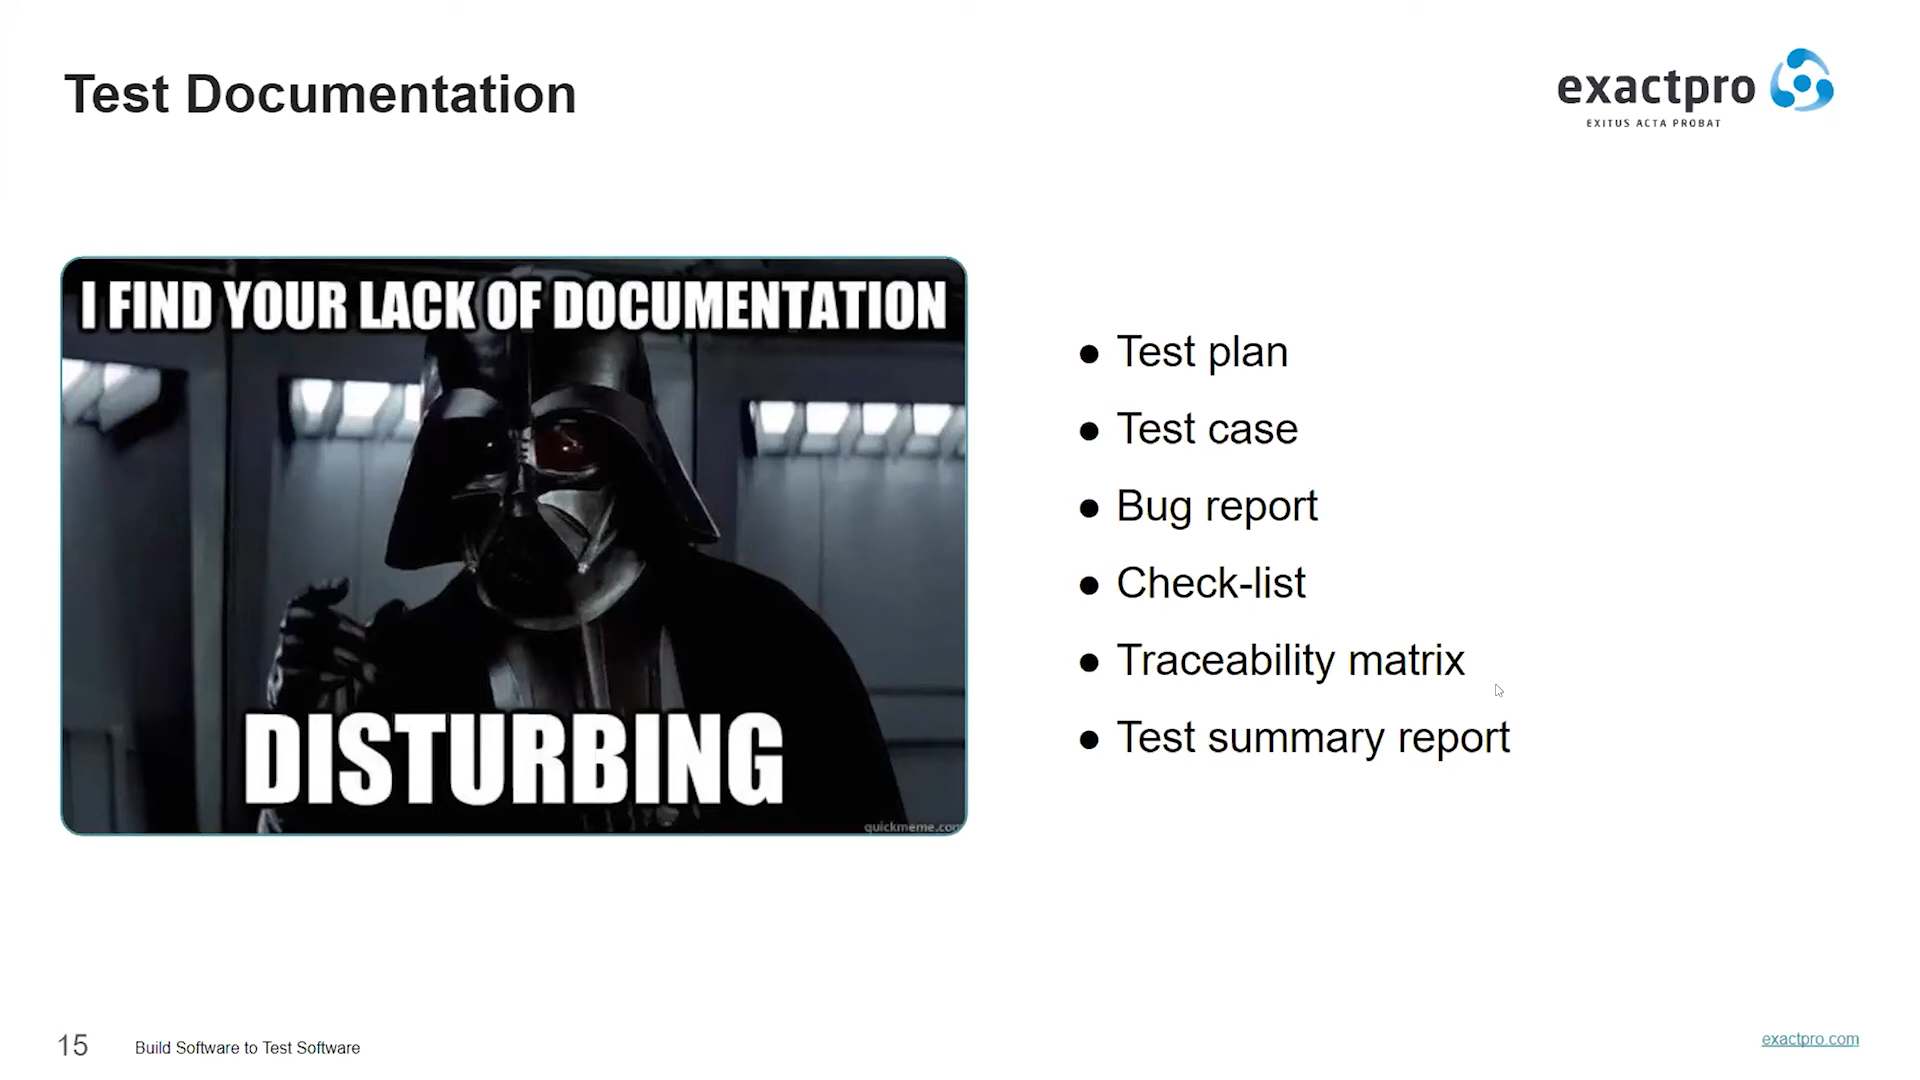 Test Documentation
exactpro
EXITUS ACTA PROBAT
I FIND YOUR LACK OF DOCUMENTATION
DISTURBING
quickmeme.com
● Test plan
● Test case
● Bug report
● Check-list
● Traceability matrix
● Test summary report
15 Build Software to Test Software
exactpro.com